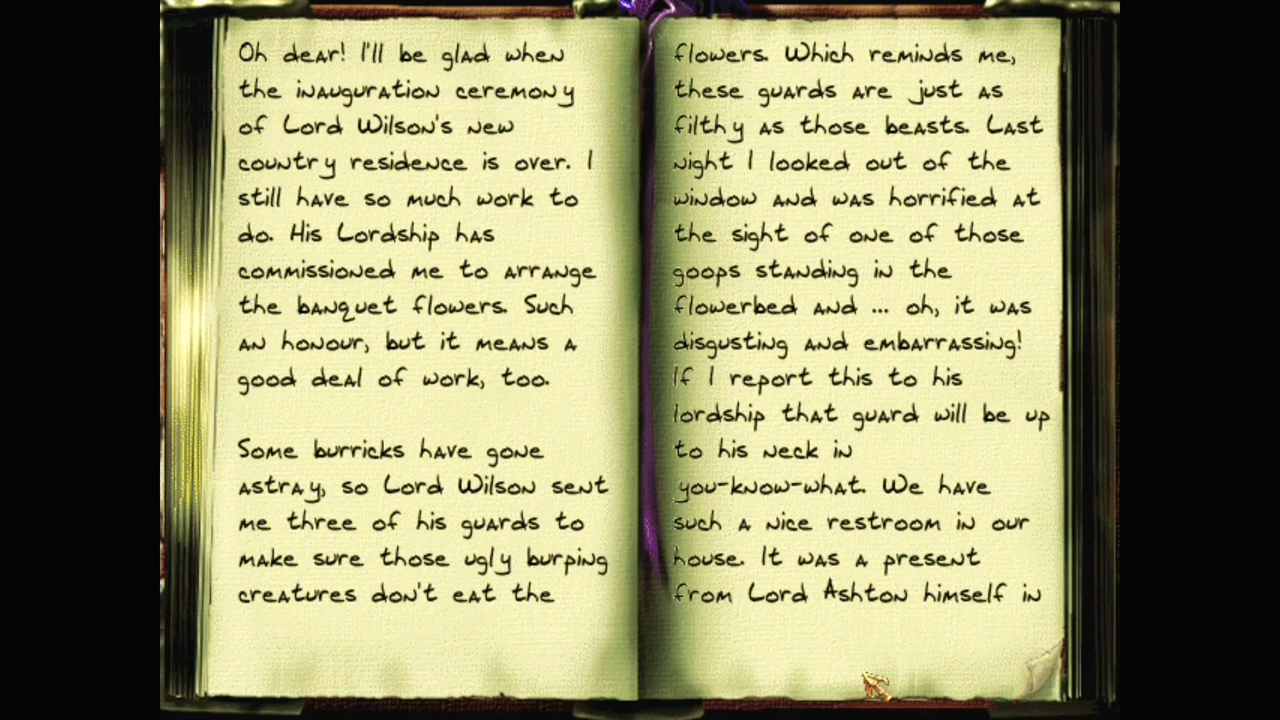 Oh dear! I'll be glad when
the inauguration ceremony
of Lord Wilson's new
country residence is over. I
still have so much work to
do. His Lordship has
commissioned me to arrange
the banquet flowers. Such
an honour, but it means a
good deal of work, too.
Some burricks have gone
astray, so Lord Wilson sent
me three of his guards to
make sure those ugly burping
creatures don't eat the
flowers. Which reminds me,
these guards are just as
filthy as those beasts. Last
night I looked out of the
window and was horrified at
the sight of one of those
goops standing in the
flowerbed and ... oh, it was
disgusting and embarrassing!
If I report this to his
lordship that guard will be up
to his neck in
you-know-what. We have
such a nice restroom in our
house. It was a present
from Lord Ashton himself in